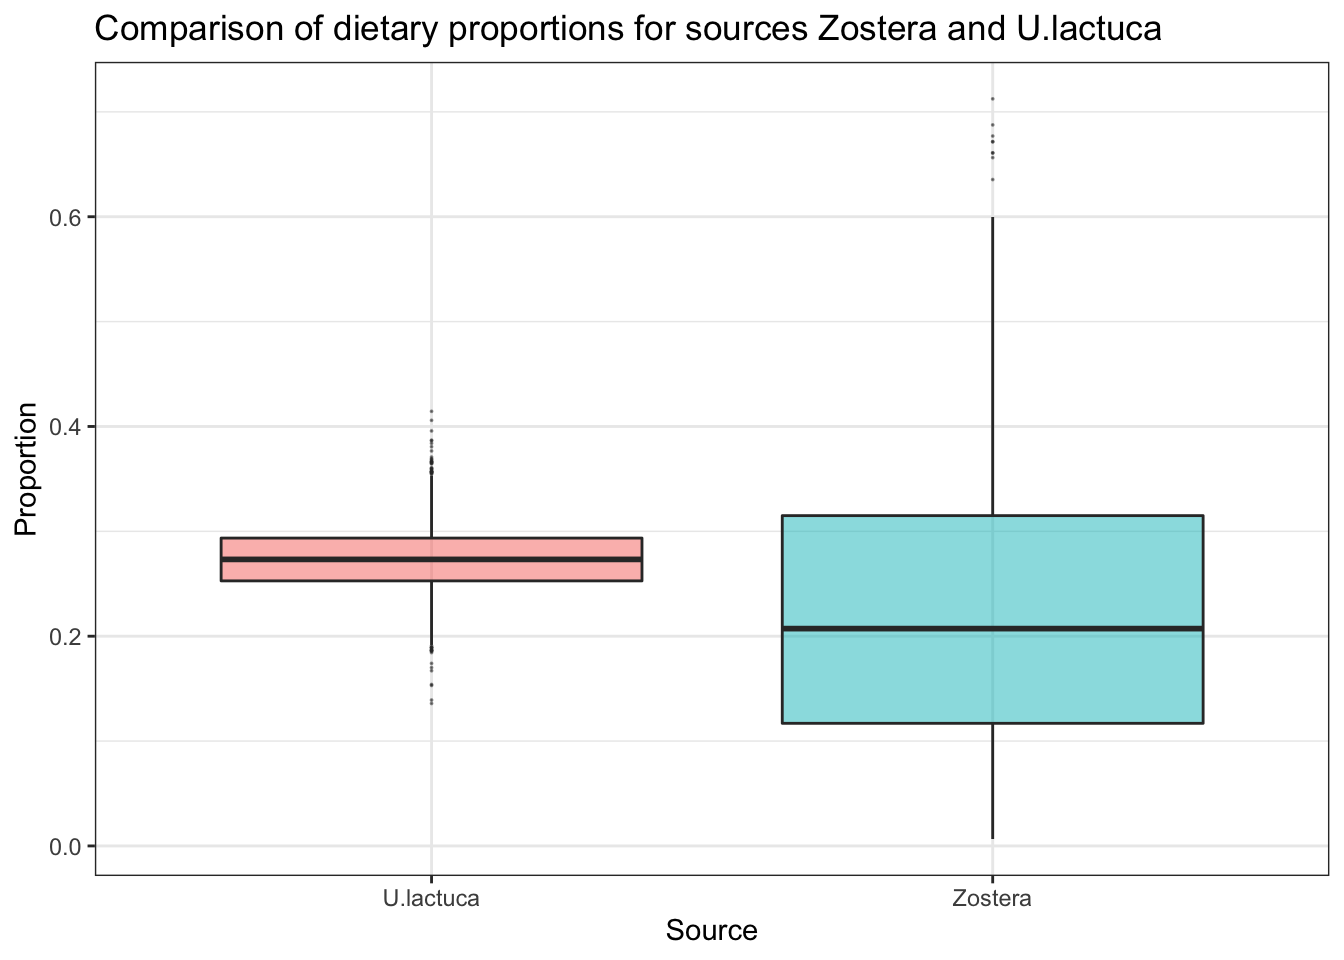 Comparison of dietary proportions for sources Zostera and U.lactuca
Proportion
0.6
0.4
0.2
0.0
U.lactuca
Zostera
Source